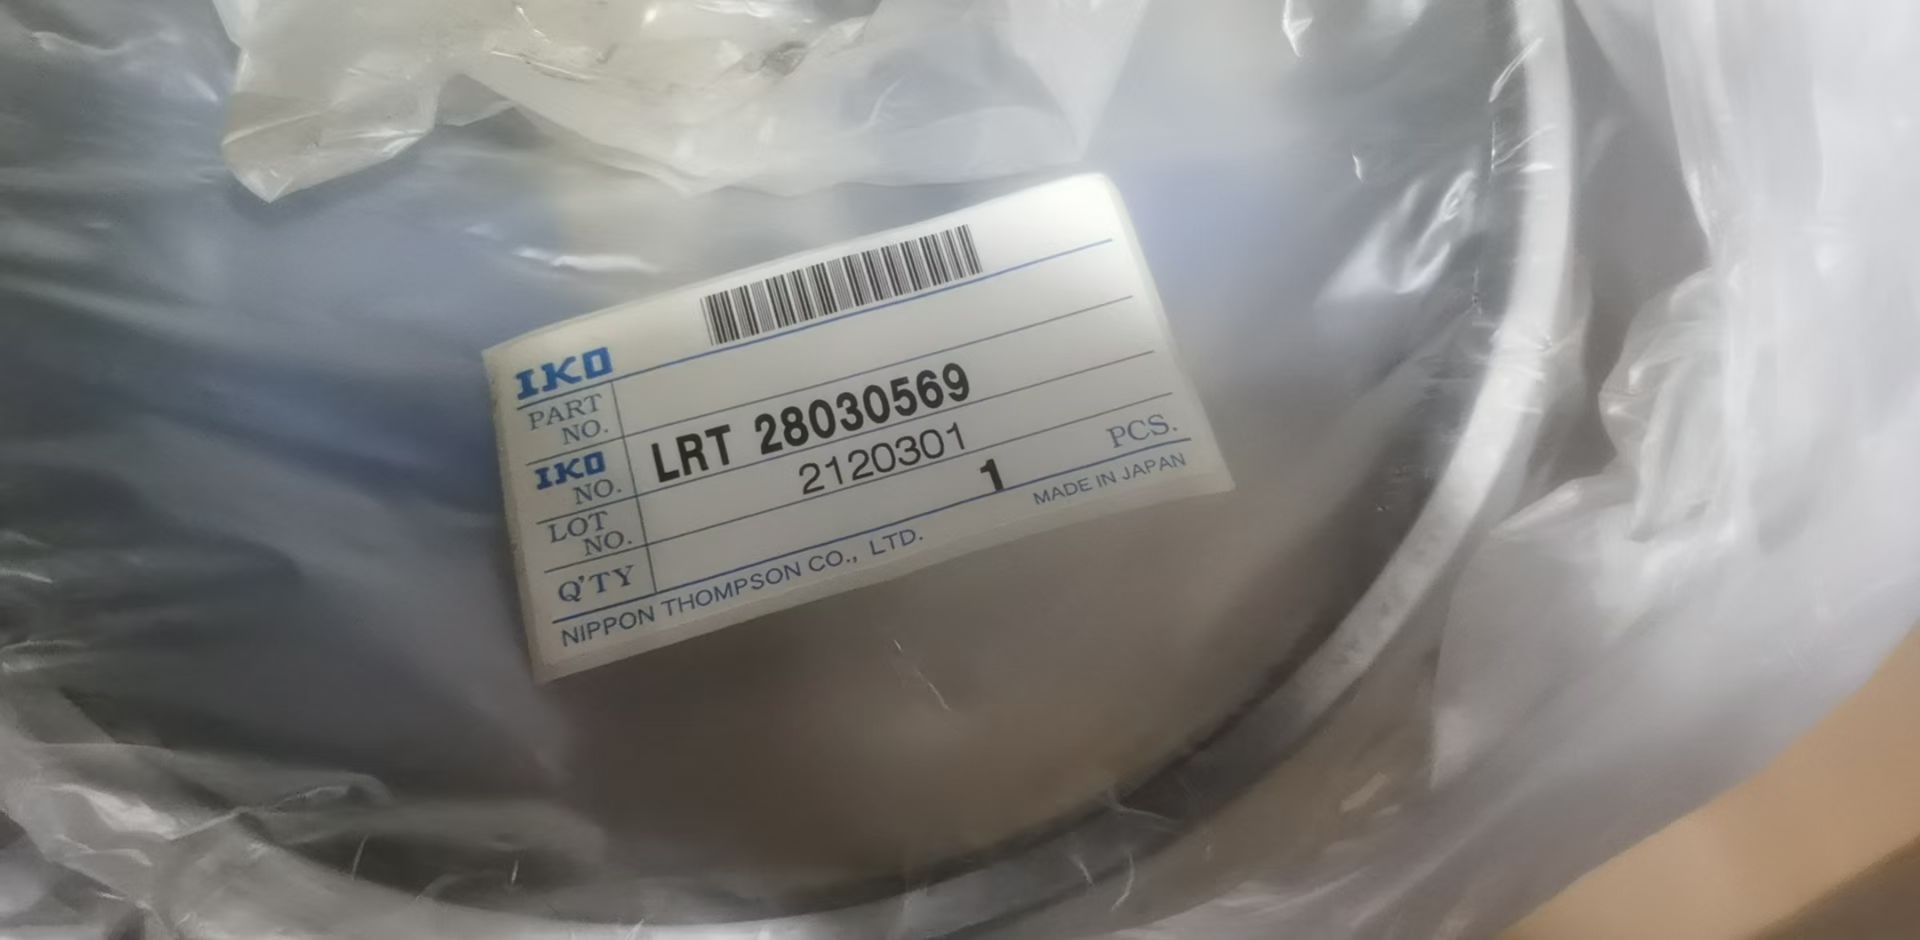 IKO
PART NO.
IKO NO. LRT 28030569
LOT NO. 2120301
Q'TY 1 PCS.
NIPPON THOMPSON CO., LTD. MADE IN JAPAN